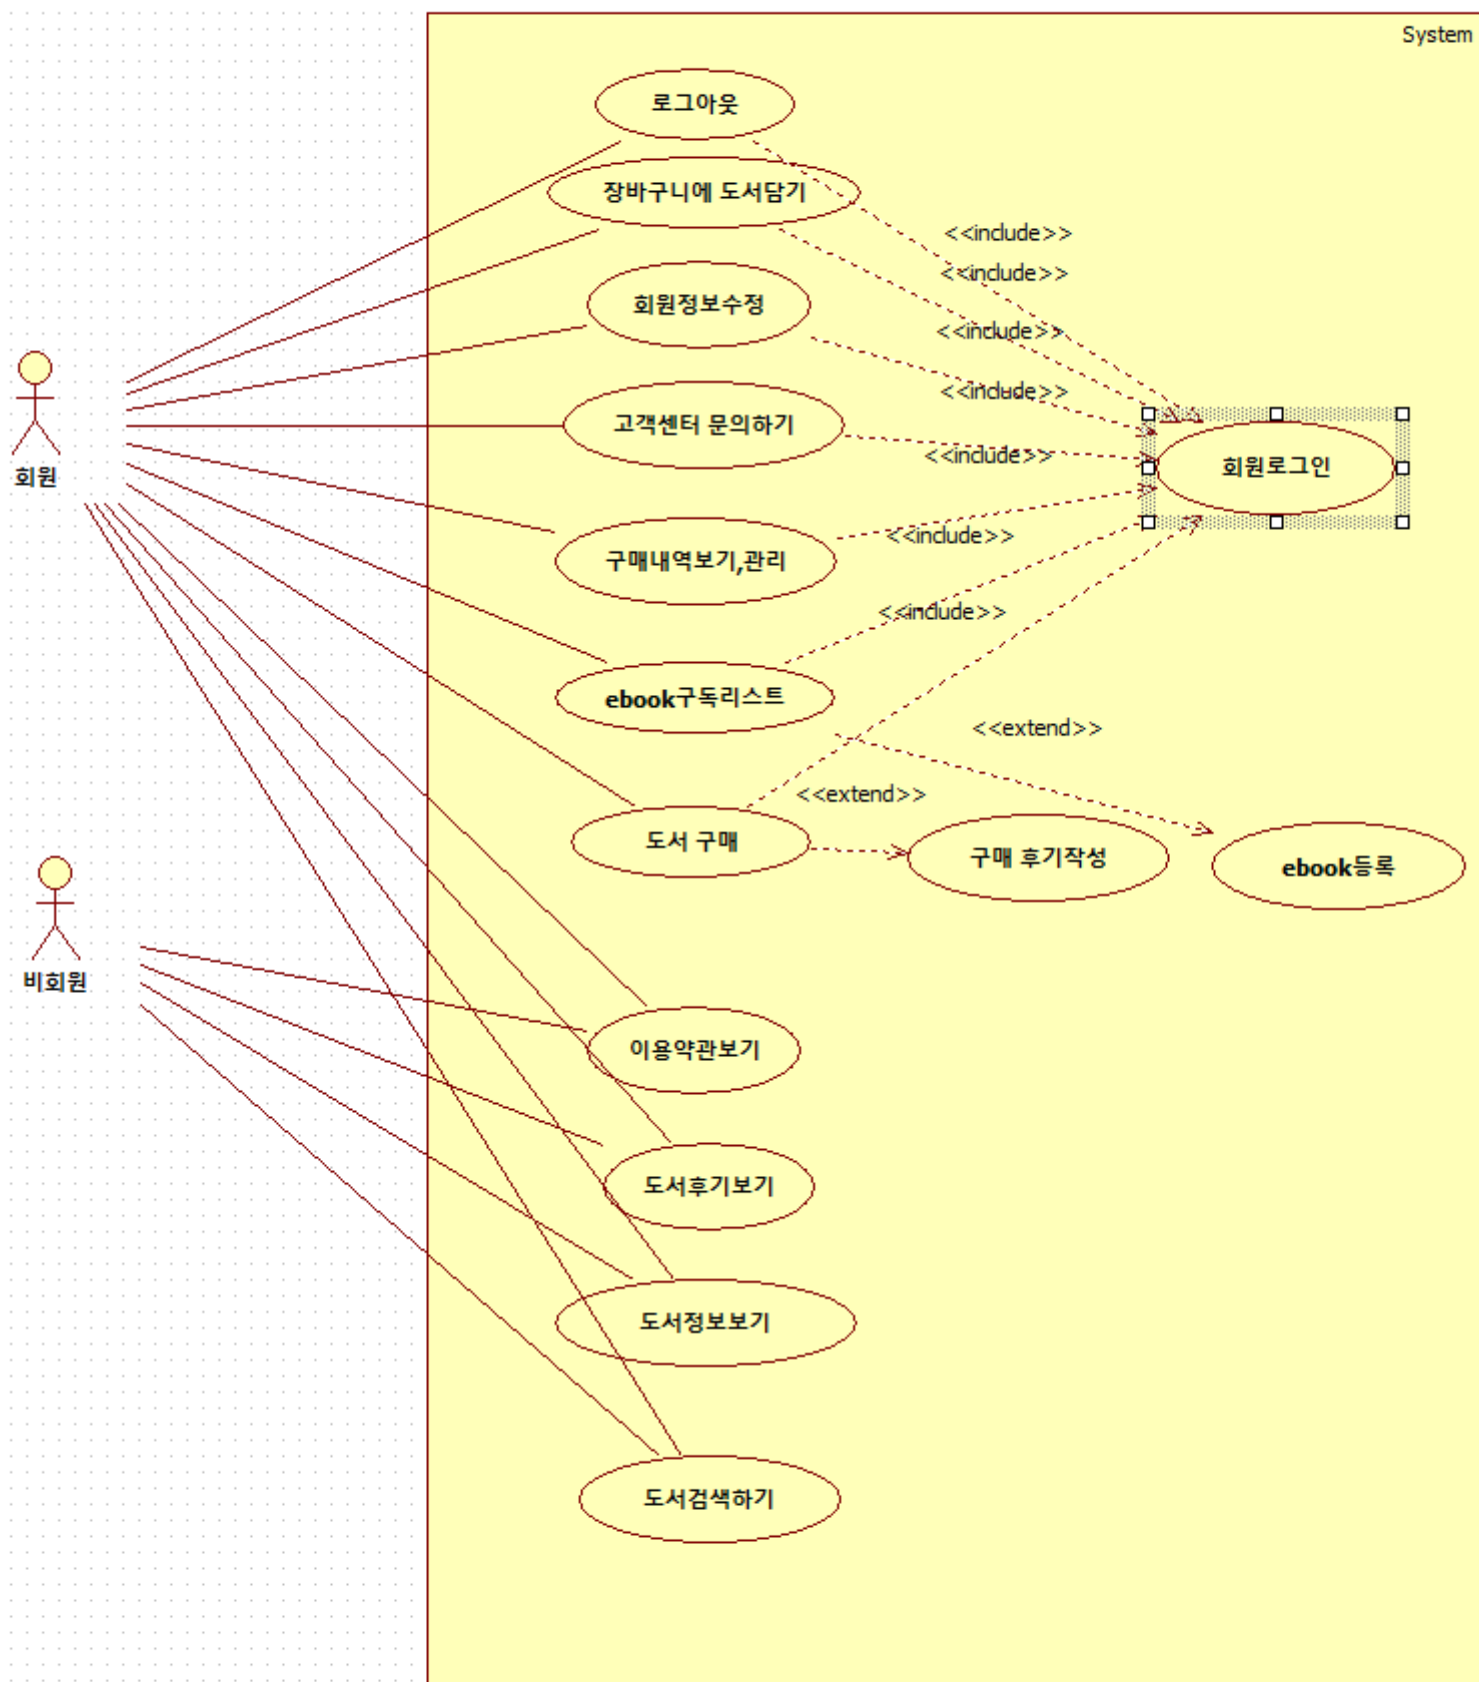 System
로그아웃
장바구니에 도서담기
<<include>>
<<include>>
회원정보수정
<<include>>
<<include>>
고객센터 문의하기
<<include>>
회원로그인
회원
구매내역보기,관리
<<include>>
<<include>>
ebook구독리스트
<<extend>>
<<extend>>
도서 구매
구매 후기작성
ebook등록
비회원
이용약관보기
도서후기보기
도서정보보기
도서검색하기